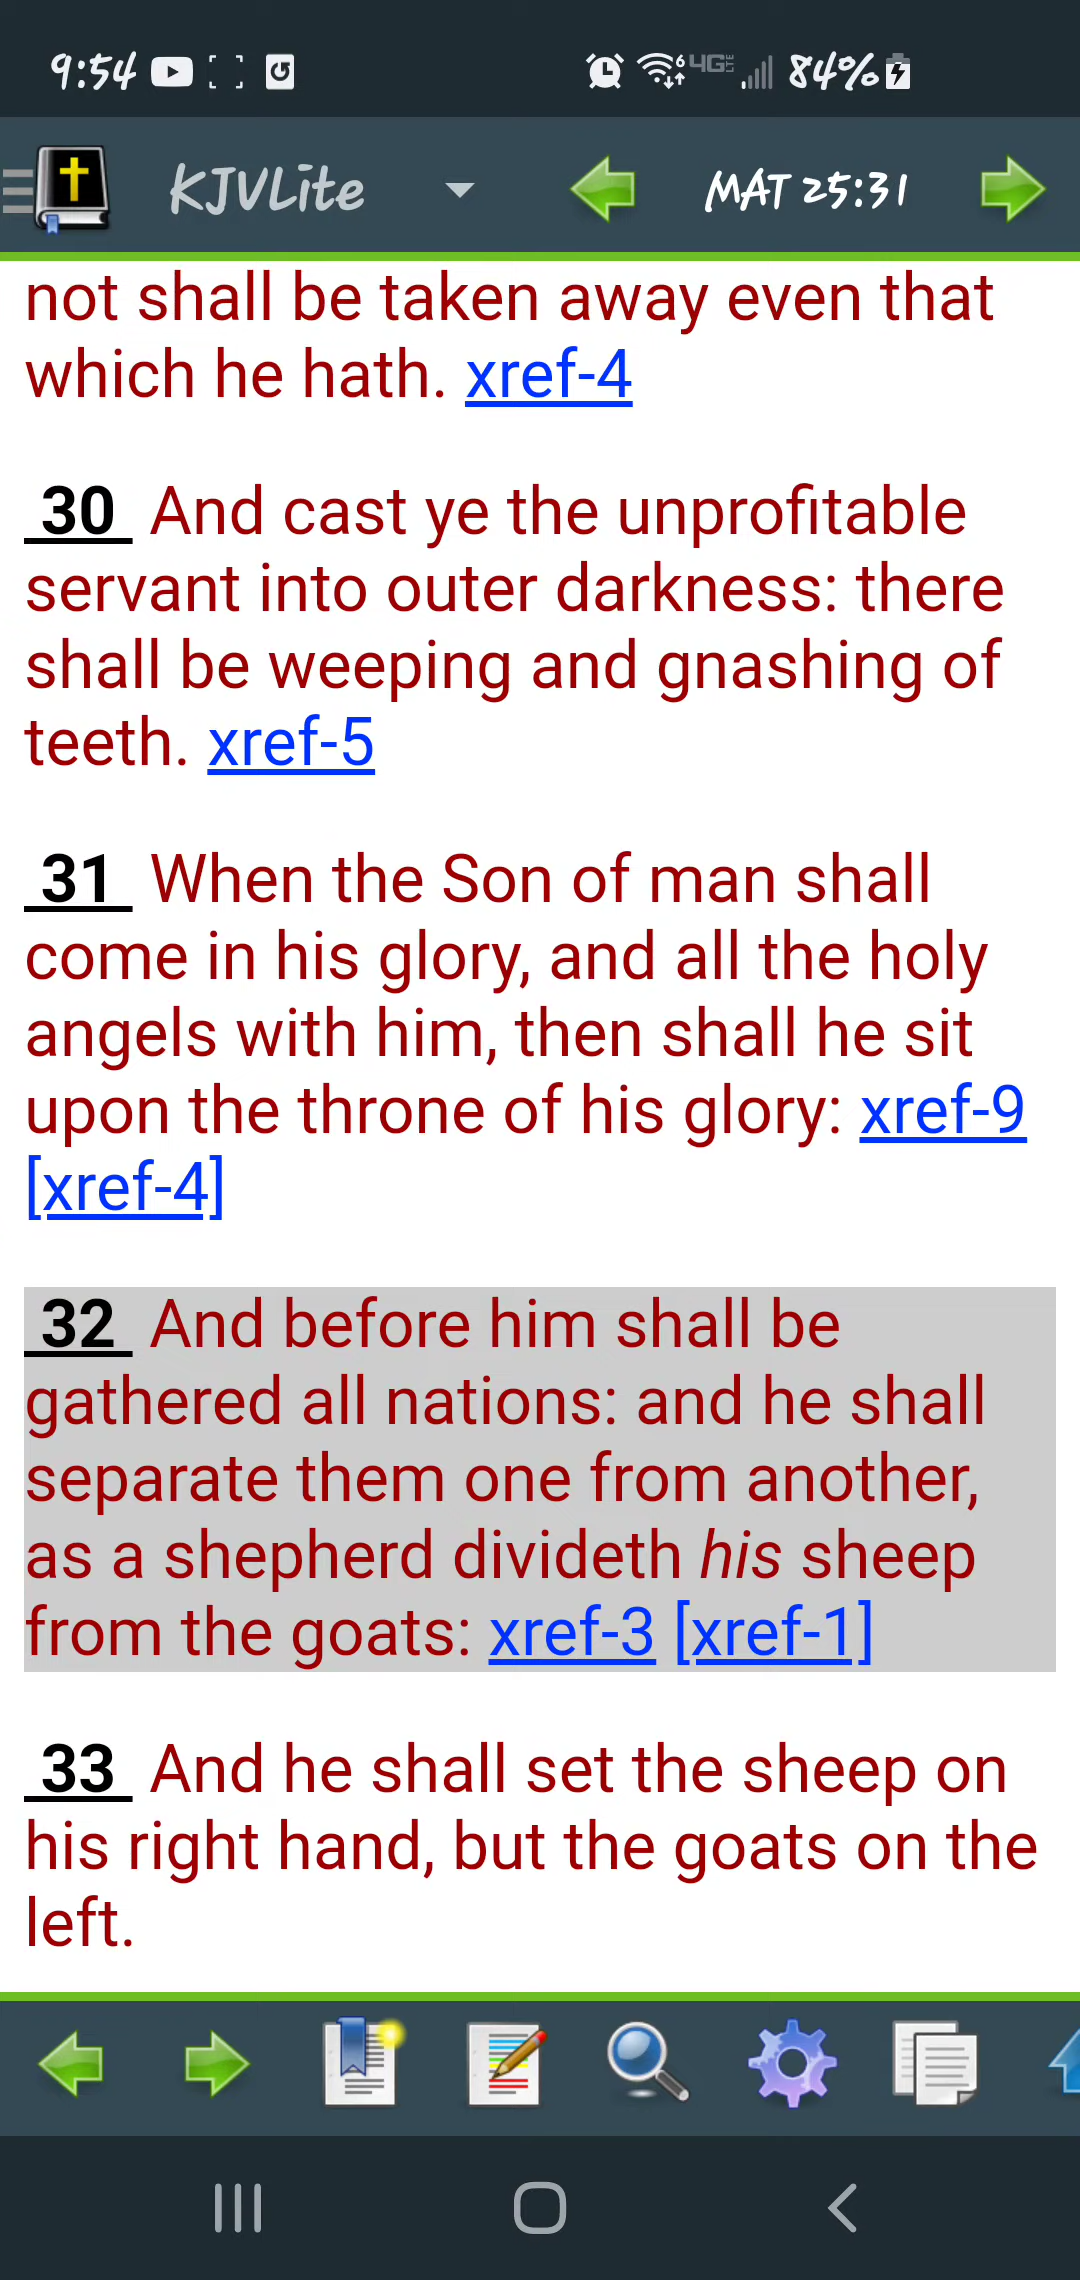 9:54 4G LTE 84%
KJVLite MAT 25:31
not shall be taken away even that
which he hath. xref-4
30 And cast ye the unprofitable
servant into outer darkness: there
shall be weeping and gnashing of
teeth. xref-5
31 When the Son of man shall
come in his glory, and all the holy
angels with him, then shall he sit
upon the throne of his glory: xref-9
[xref-4]
32 And before him shall be
gathered all nations: and he shall
separate them one from another,
as a shepherd divideth his sheep
from the goats: xref-3 [xref-1]
33 And he shall set the sheep on
his right hand, but the goats on the
left.